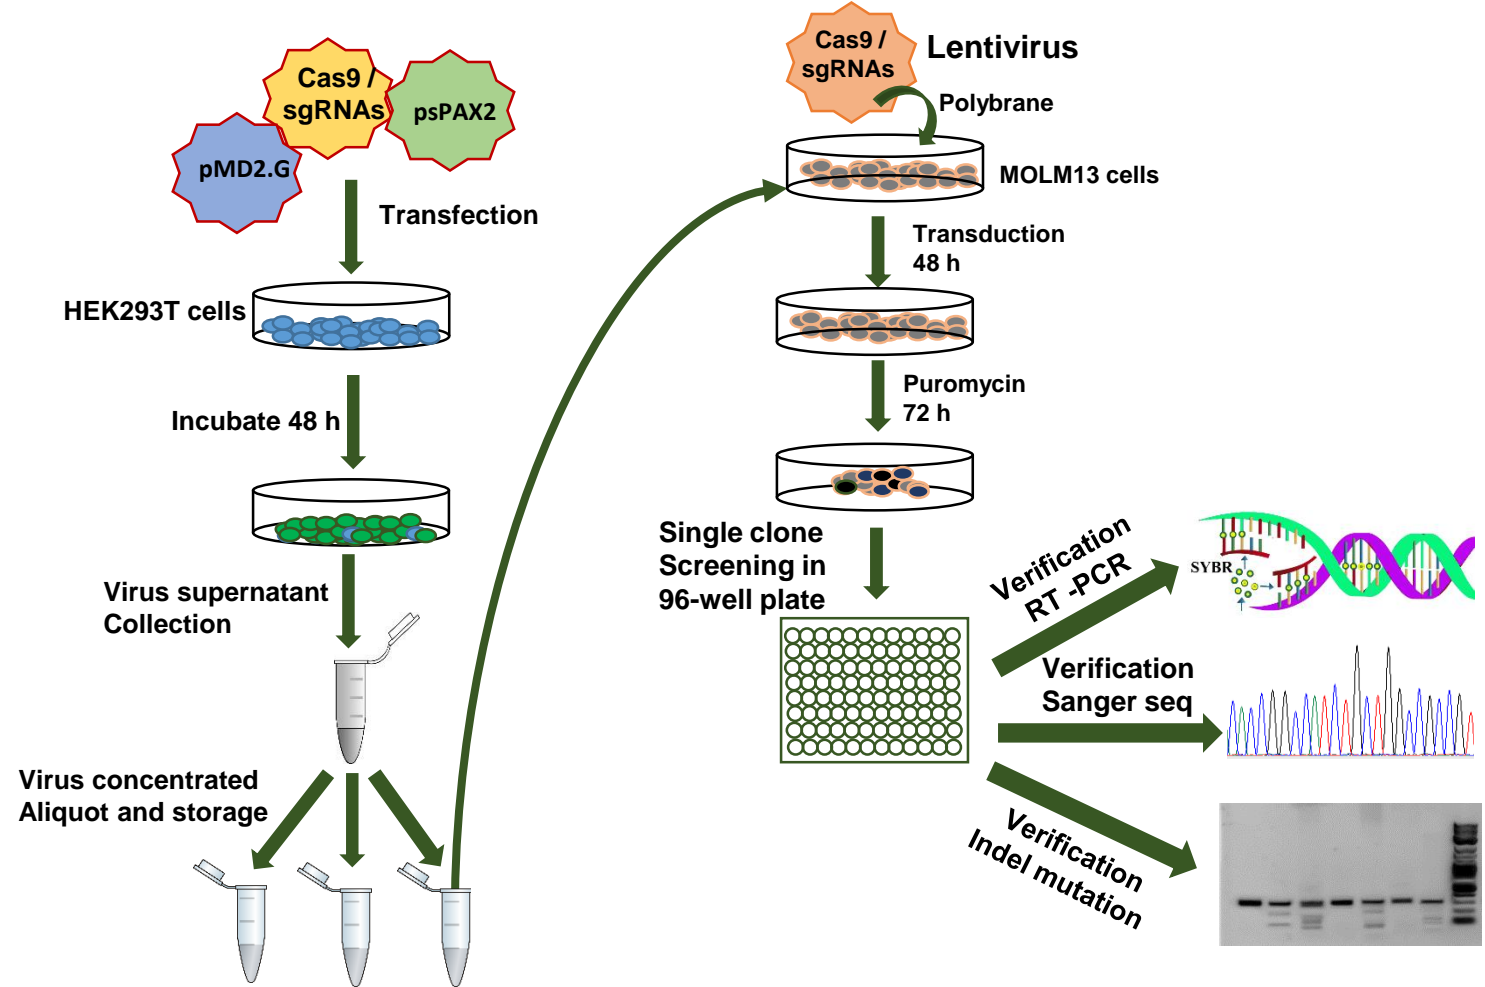 Cas9 /
sgRNAs
psPAX2
pMD2.G
Transfection
HEK293T cells
Incubate 48 h
Virus supernatant
Collection
Virus concentrated
Aliquot and storage
Cas9 /
sgRNAs
Lentivirus
Polybrane
MOLM13 cells
Transduction
48 h
Puromycin
72 h
Single clone
Screening in
96-well plate
Verification
RT -PCR
SYBR
Verification
Sanger seq
Verification
Indel mutation